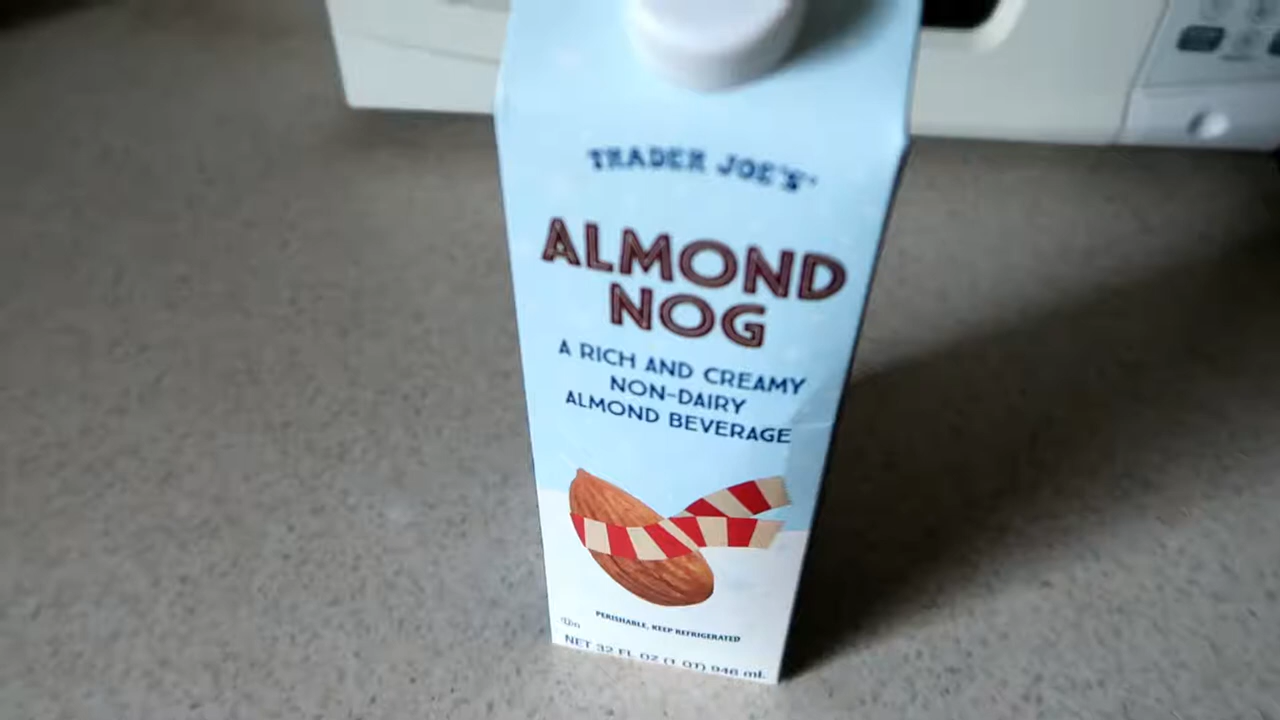 TRADER JOE'S
ALMOND
NOG
A RICH AND CREAMY
NON-DAIRY
ALMOND BEVERAGE
PERISHABLE, KEEP REFRIGERATED
NET 32 FL OZ (1 QT) 946 mL